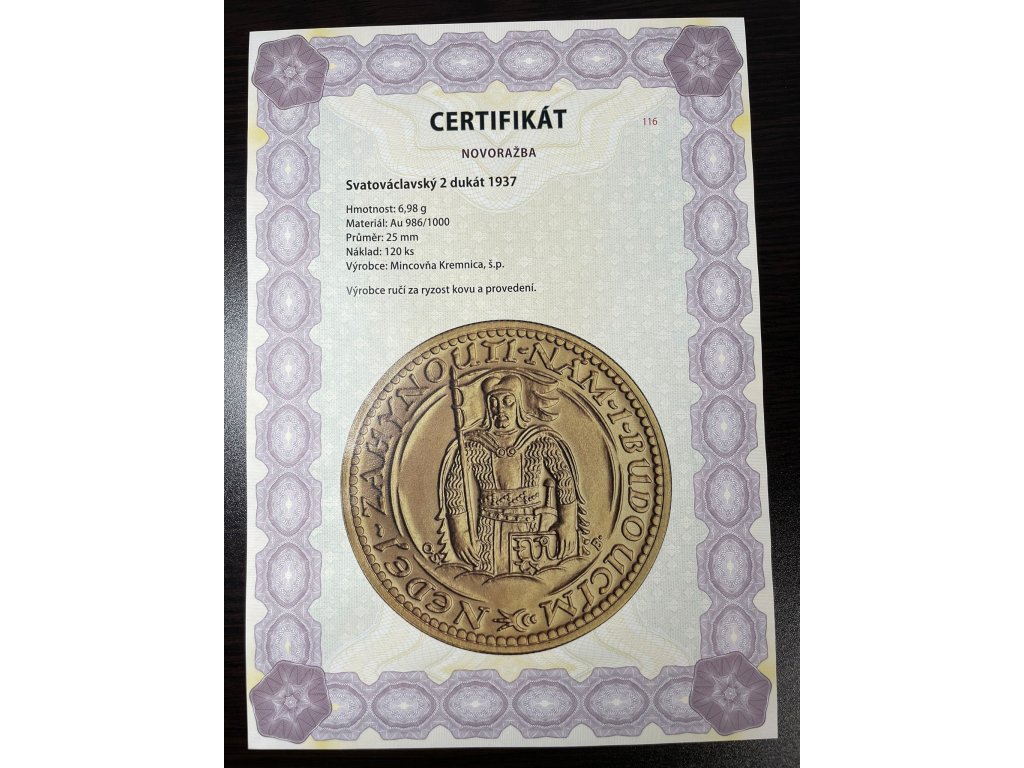 CERTIFIKÁT
116
NOVORAŽBA
Svatováclavský 2 dukát 1937
Hmotnost: 6,98 g
Materiál: Au 986/1000
Průměr: 25 mm
Náklad: 120 ks
Výrobce: Mincovňa Kremnica, š.p.
Výrobce ručí za ryzost kovu a provedení.
NEDEJ-ZAHYNOUTI-NÁM-I-BUDOUCÍM